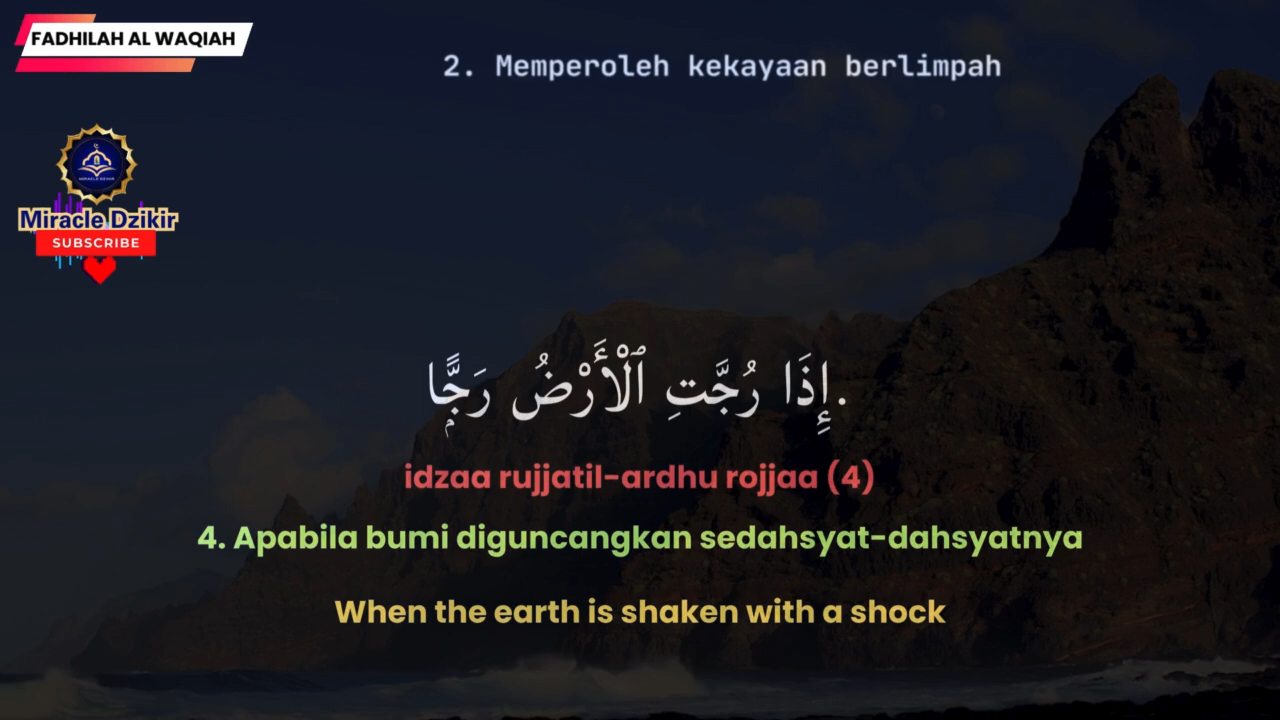 FADHILAH AL WAQIAH
2. Memperoleh kekayaan berlimpah
Miracle Dzikir
SUBSCRIBE
إِذَا رُجَّتِ ٱلْأَرْضُ رَجًّۭا.
idzaa rujjatil-ardhu rojjaa (4)
4. Apabila bumi diguncangkan sedahsyat-dahsyatnya
When the earth is shaken with a shock